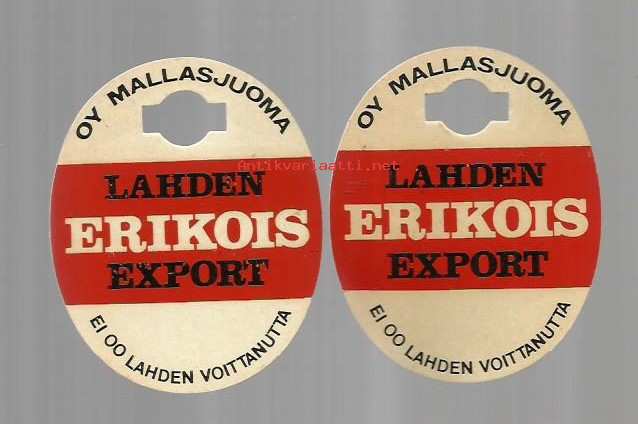 OY MALLASJUOMA
LAHDEN
ERIKOIS
EXPORT
EI OO LAHDEN VOITTANUTTA
OY MALLASJUOMA
LAHDEN
ERIKOIS
EXPORT
EI OO LAHDEN VOITTANUTTA
Antikvariaatti.net